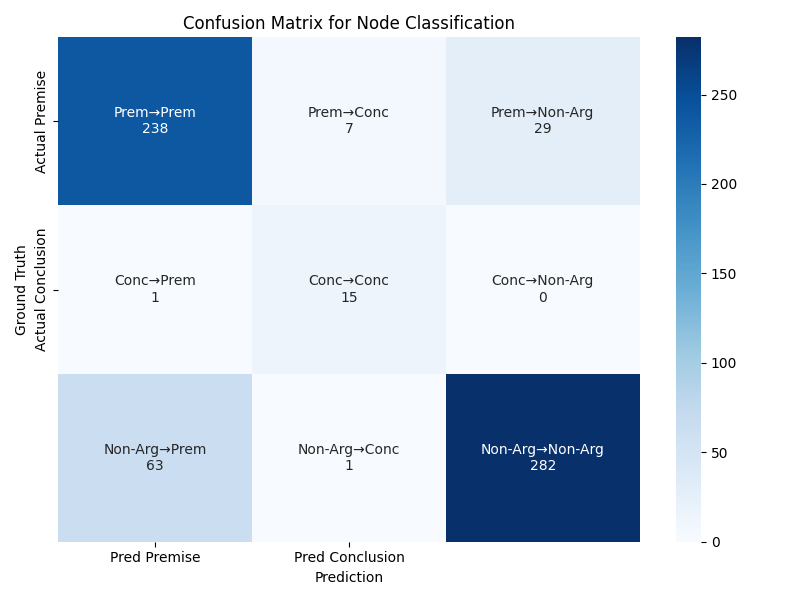 Confusion Matrix for Node Classification
Prem→Prem
238
Prem→Conc
7
Prem→Non-Arg
29
Conc→Prem
1
Conc→Conc
15
Conc→Non-Arg
0
Non-Arg→Prem
63
Non-Arg→Conc
1
Non-Arg→Non-Arg
282
Actual Premise
Actual Conclusion
Ground Truth
Pred Premise
Pred Conclusion
Prediction
250
200
150
100
50
0